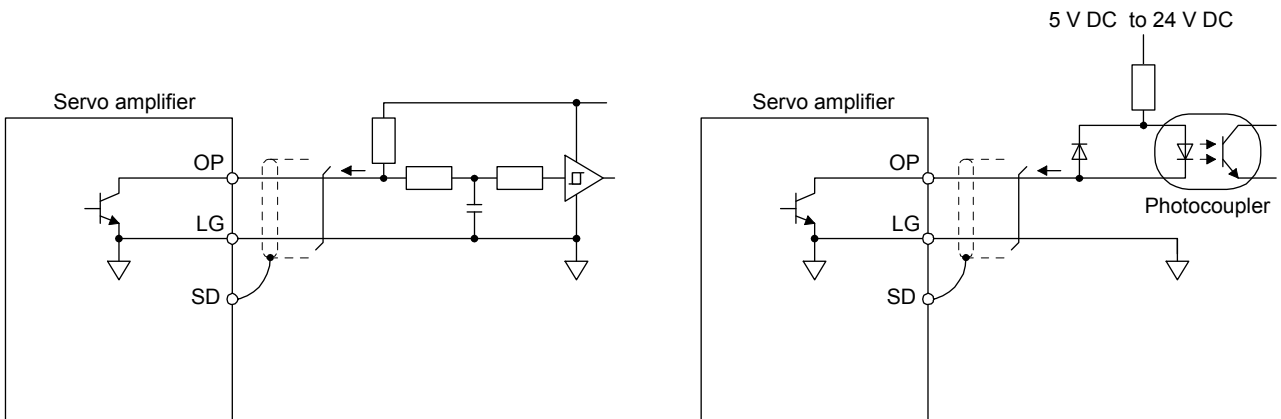 Servo amplifier
OP
LG
SD
5 V DC to 24 V DC
Servo amplifier
OP
LG
SD
Photocoupler